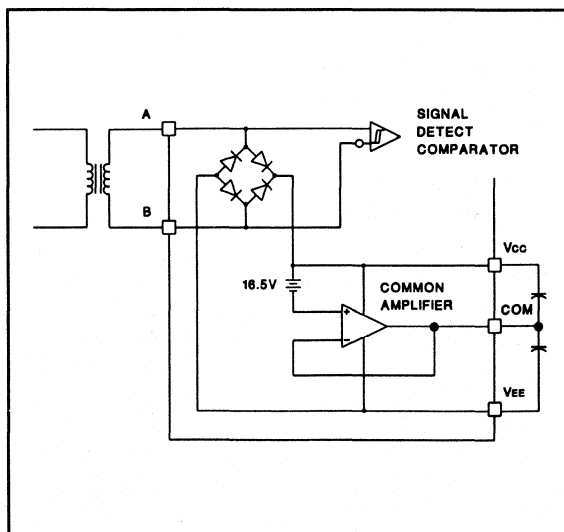 A
SIGNAL
DETECT
COMPARATOR
B
VCC
16.5V
COMMON
AMPLIFIER
COM
+
−
VEE